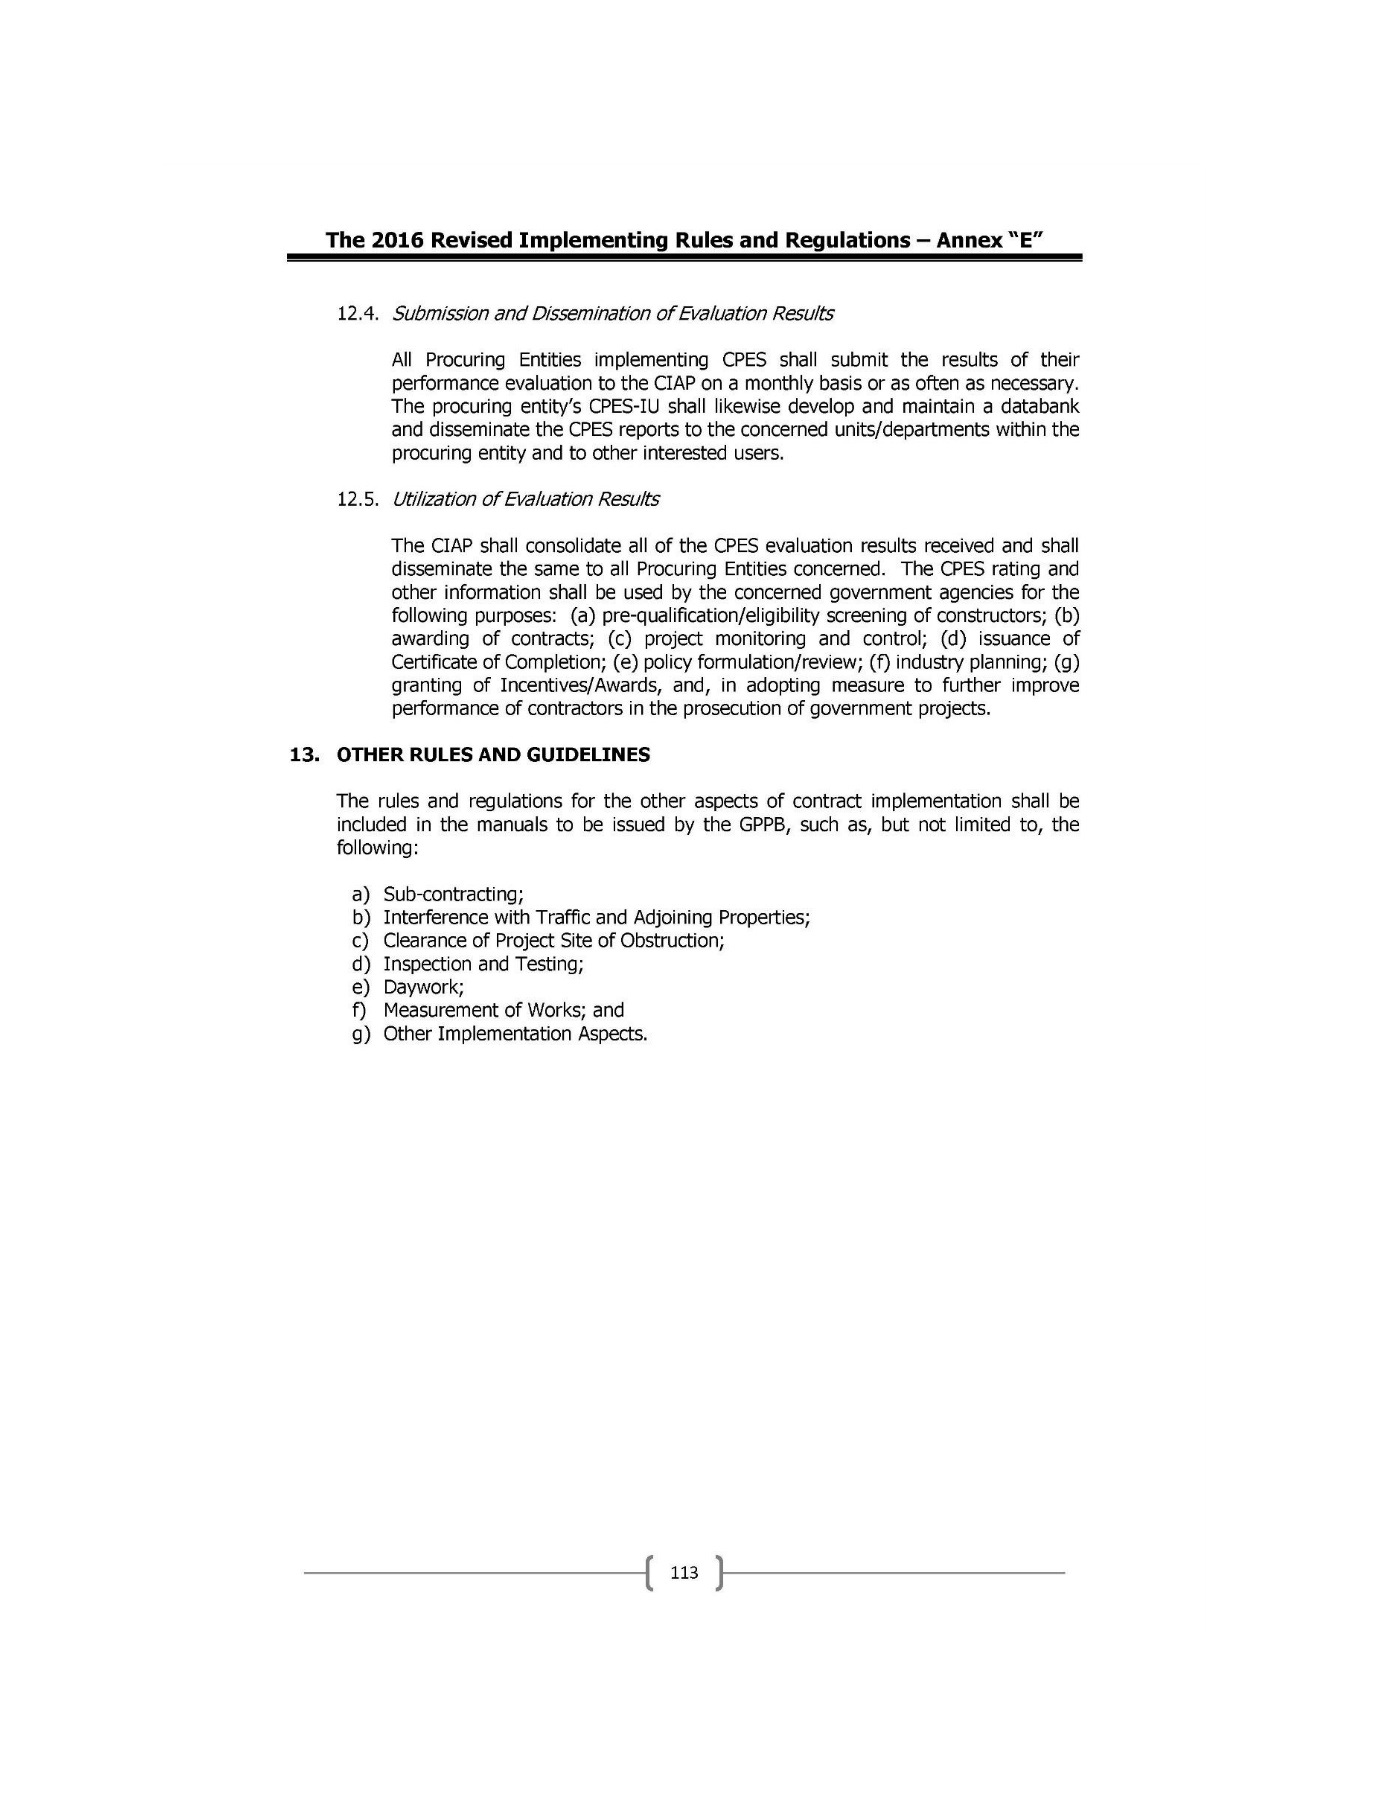 The 2016 Revised Implementing Rules and Regulations – Annex “E”
12.4. Submission and Dissemination of Evaluation Results
All Procuring Entities implementing CPES shall submit the results of their
performance evaluation to the CIAP on a monthly basis or as often as necessary.
The procuring entity’s CPES-IU shall likewise develop and maintain a databank
and disseminate the CPES reports to the concerned units/departments within the
procuring entity and to other interested users.
12.5. Utilization of Evaluation Results
The CIAP shall consolidate all of the CPES evaluation results received and shall
disseminate the same to all Procuring Entities concerned. The CPES rating and
other information shall be used by the concerned government agencies for the
following purposes: (a) pre-qualification/eligibility screening of constructors; (b)
awarding of contracts; (c) project monitoring and control; (d) issuance of
Certificate of Completion; (e) policy formulation/review; (f) industry planning; (g)
granting of Incentives/Awards, and, in adopting measure to further improve
performance of contractors in the prosecution of government projects.
13. OTHER RULES AND GUIDELINES
The rules and regulations for the other aspects of contract implementation shall be
included in the manuals to be issued by the GPPB, such as, but not limited to, the
following:
a) Sub-contracting;
b) Interference with Traffic and Adjoining Properties;
c) Clearance of Project Site of Obstruction;
d) Inspection and Testing;
e) Daywork;
f) Measurement of Works; and
g) Other Implementation Aspects.
113